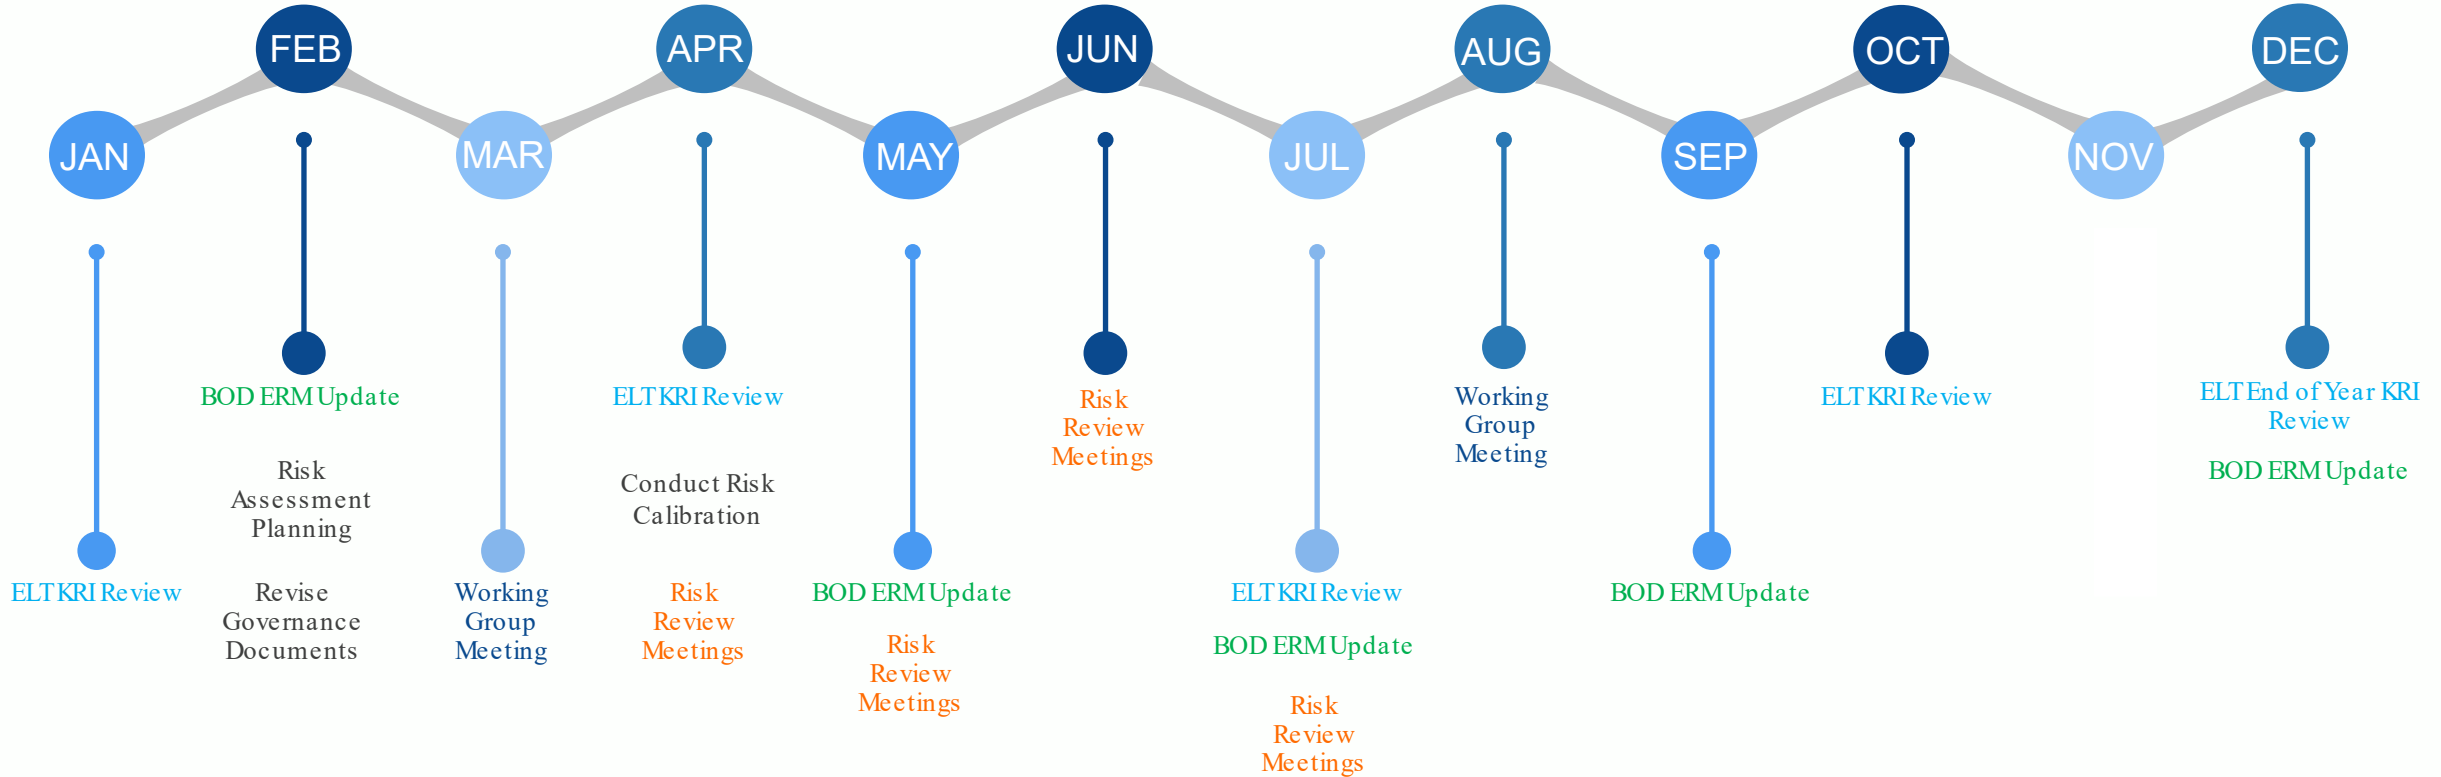 JAN
FEB
MAR
APR
MAY
JUN
JUL
AUG
SEP
OCT
NOV
DEC
ELT KRI Review
BOD ERM Update
Risk
Assessment
Planning
Revise
Governance
Documents
Working
Group
Meeting
ELT KRI Review
Conduct Risk
Calibration
Risk
Review
Meetings
BOD ERM Update
Risk
Review
Meetings
Risk
Review
Meetings
ELT KRI Review
BOD ERM Update
Risk
Review
Meetings
Working
Group
Meeting
BOD ERM Update
ELT KRI Review
ELT End of Year KRI
Review
BOD ERM Update